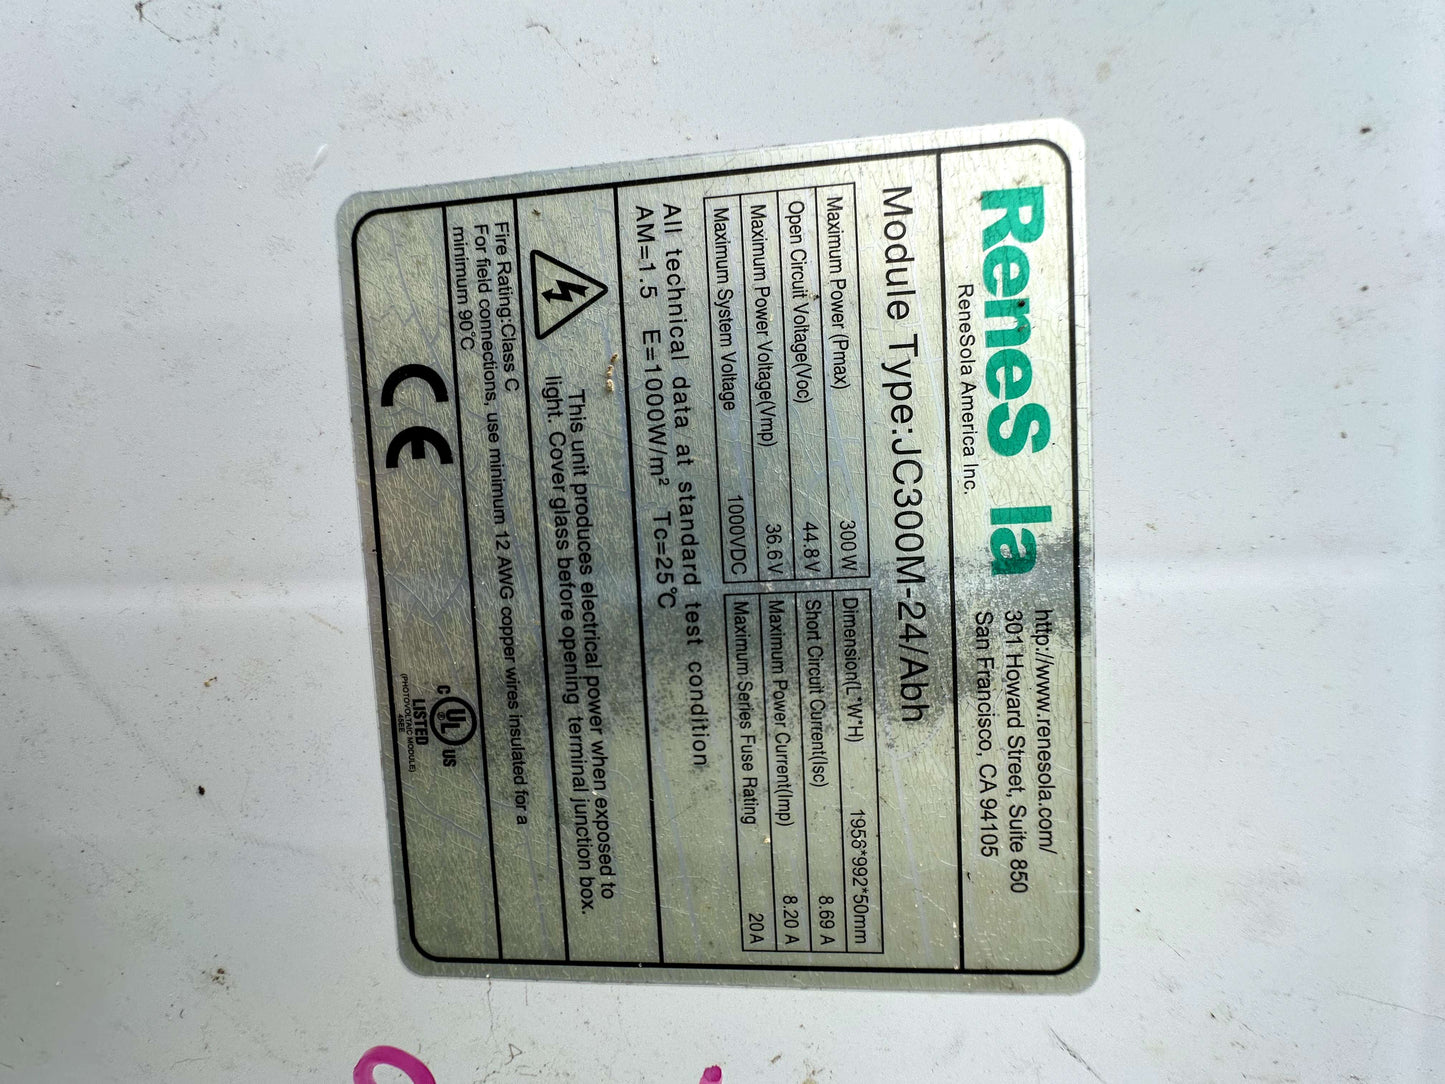 ReneS la
ReneSola America Inc.
http://www.renesola.com/
301 Howard Street, Suite 850
San Francisco, CA 94105
Module Type:JC300M-24/Abh
Maximum Power (Pmax) 300W Dimension(L*W*H) 1956*992*50mm
Open Circuit Voltage(Voc) 44.8V Short Circuit Current(Isc) 8.69 A
Maximum Power Voltage(Vmp) 36.6V Maximum Power Current(Imp) 8.20 A
Maximum System Voltage 1000VDC Maximum Series Fuse Rating 20A
All technical data at standard test condition
AM=1.5 E=1000W/m² Tc=25℃
This unit produces electrical power when exposed to
light. Cover glass before opening terminal junction box.
Fire Rating:Class C
For field connections, use minimum 12 AWG copper wires insulated for a
minimum 90℃
CE
C UL US
LISTED
(PHOTOVOLTAIC MODULE)
46EE